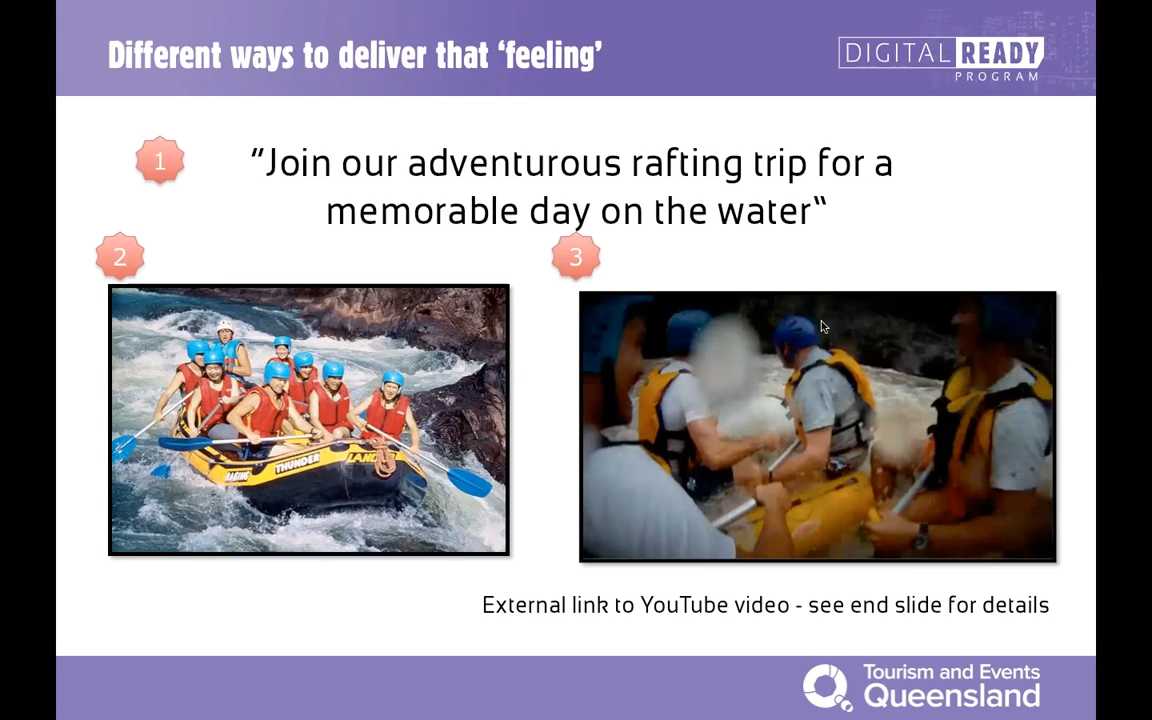 Different ways to deliver that ‘feeling’
DIGITAL READY
PROGRAM
1
“Join our adventurous rafting trip for a
memorable day on the water“
2
3
RAGING THUNDER
External link to YouTube video - see end slide for details
Tourism and Events
Queensland